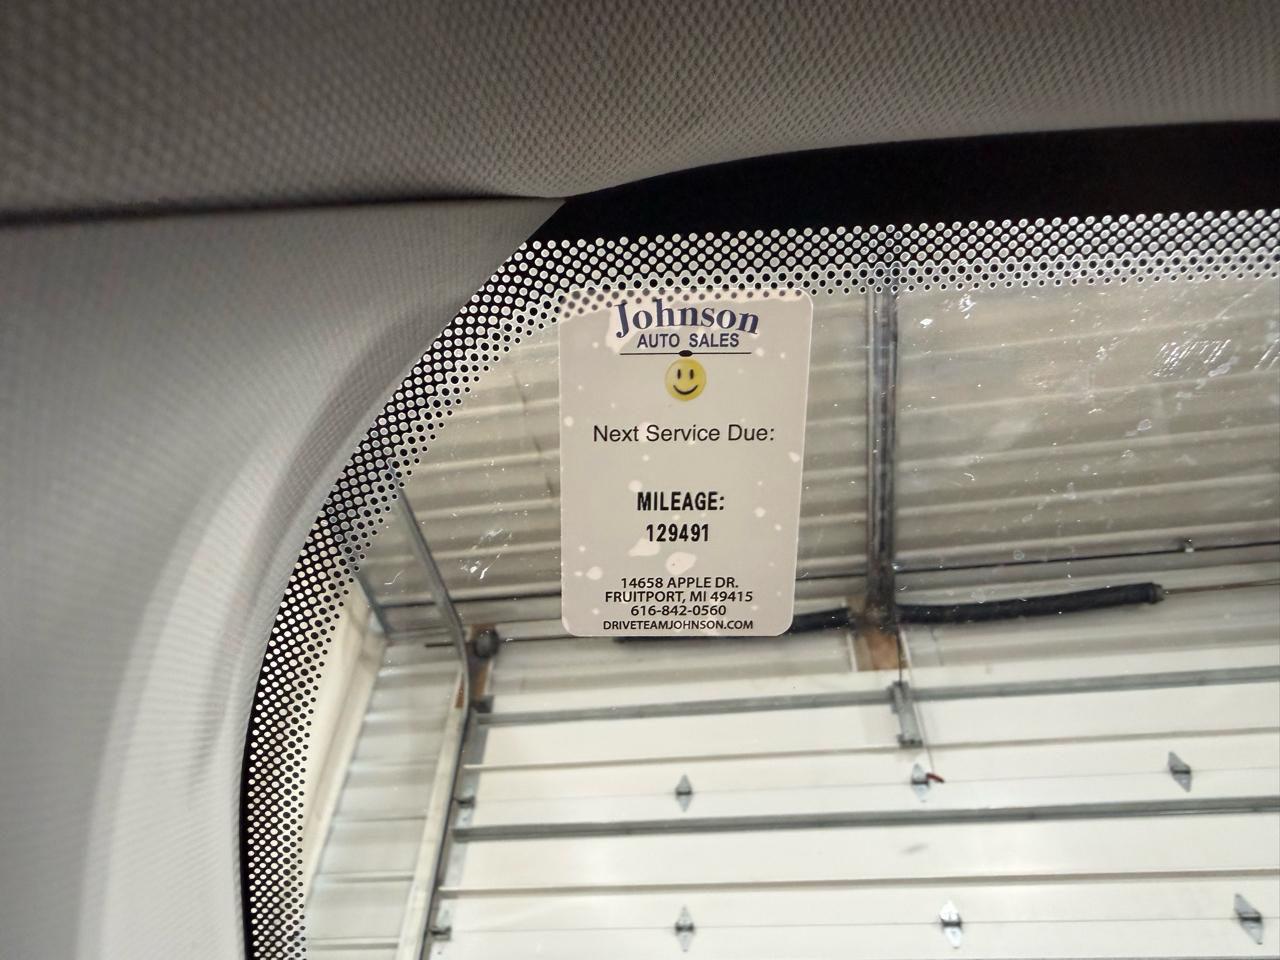 Johnson
AUTO SALES
Next Service Due:
MILEAGE:
129491
14658 APPLE DR.
FRUITPORT, MI 49415
616-842-0560
DRIVETEAMJOHNSON.COM